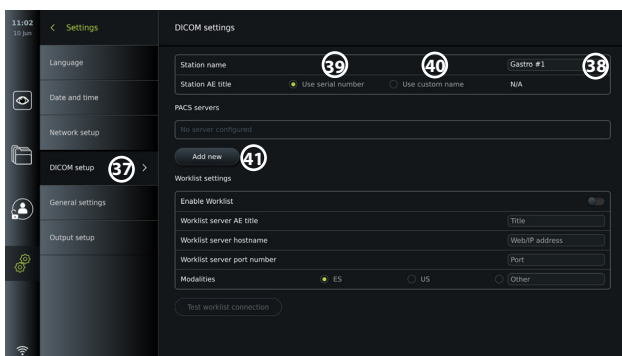 11:02
10 Jun
Settings
Language
Date and time
Network setup
DICOM setup 37
General settings
Output setup
DICOM settings
39 40
Station name Gastro #1 38
Station AE title Use serial number Use custom name N/A
PACS servers
No server configured
Add new 41
Worklist settings
Enable Worklist
Worklist server AE title Title
Worklist server hostname Web/IP address
Worklist server port number Port
Modalities ES US Other
Test worklist connection